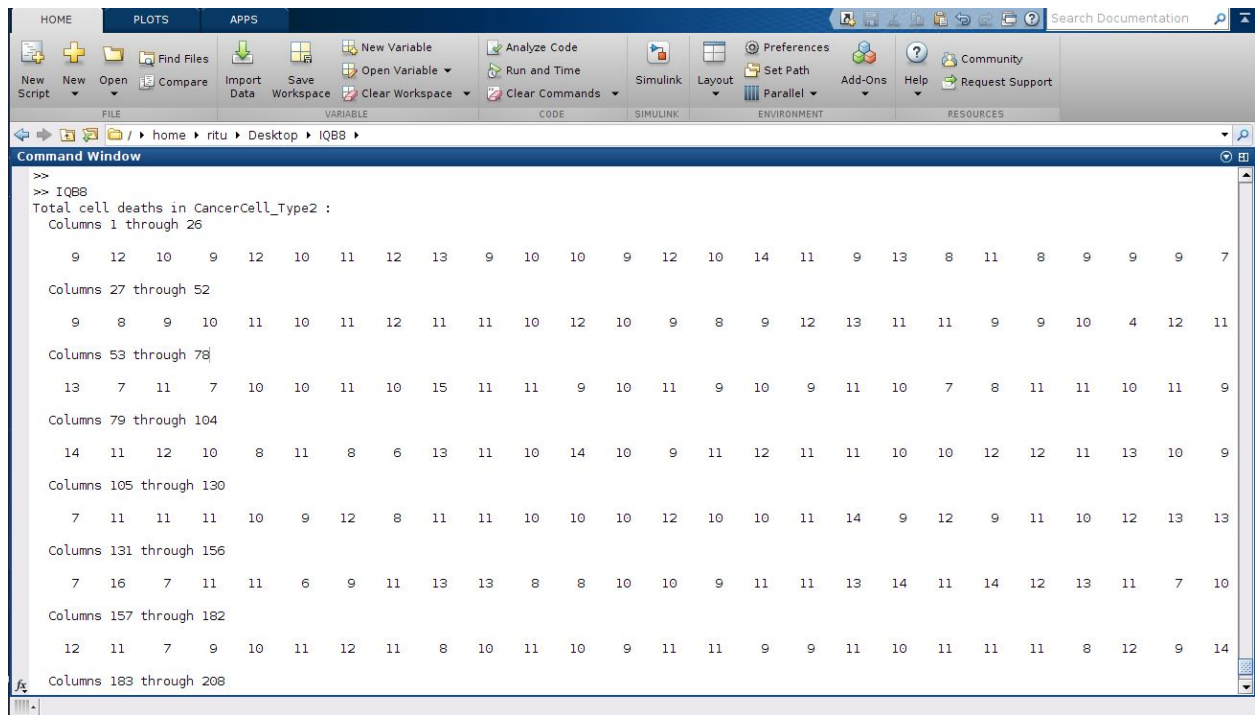 HOME PLOTS APPS
Search Documentation
New Script
New
Open
Find Files
Compare
Import Data
Save Workspace
New Variable
Open Variable
Clear Workspace
Analyze Code
Run and Time
Clear Commands
Simulink
Layout
Preferences
Set Path
Parallel
Add-Ons
Help
Community
Request Support
FILE VARIABLE CODE SIMULINK ENVIRONMENT RESOURCES
/ home ritu Desktop IQB8
Command Window
>>
>> IQB8
Total cell deaths in CancerCell_Type2 :
Columns 1 through 26
9 12 10 9 12 10 11 12 13 9 10 10 9 12 10 14 11 9 13 8 11 8 9 9 9 7
Columns 27 through 52
9 8 9 10 11 10 11 12 11 11 10 12 10 9 8 9 12 13 11 11 9 9 10 4 12 11
Columns 53 through 78
13 7 11 7 10 10 11 10 15 11 11 9 10 11 9 10 9 11 10 7 8 11 11 10 11 9
Columns 79 through 104
14 11 12 10 8 11 8 6 13 11 10 14 10 9 11 12 11 11 10 10 12 12 11 13 10 9
Columns 105 through 130
7 11 11 11 10 9 12 8 11 11 10 10 10 12 10 10 11 14 9 12 9 11 10 12 13 13
Columns 131 through 156
7 16 7 11 11 6 9 11 13 13 8 8 10 10 9 11 11 13 14 11 14 12 13 11 7 10
Columns 157 through 182
12 11 7 9 10 11 12 11 8 10 11 10 9 11 11 9 9 11 10 11 11 11 8 12 9 14
fx Columns 183 through 208